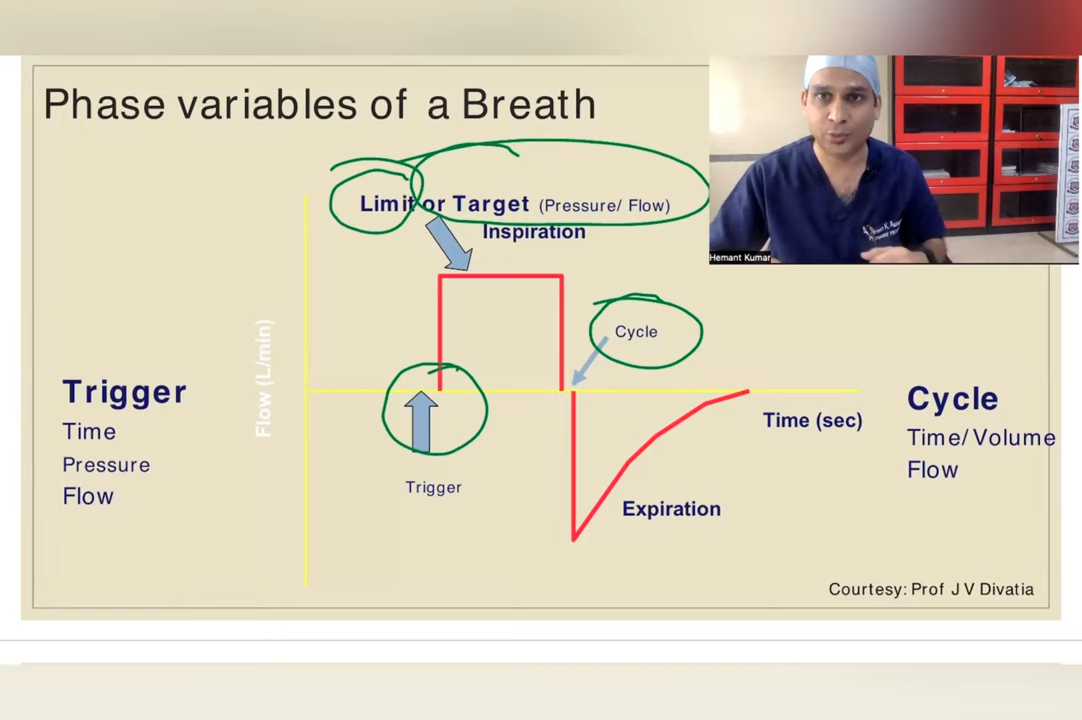 Phase variables of a Breath
Limit or Target (Pressure/ Flow)
Inspiration
Hemant Kumar
Flow (L/min)
Cycle
Trigger
Time
Pressure
Flow
Trigger
Time (sec)
Expiration
Cycle
Time/ Volume
Flow
Courtesy: Prof J V Divatia